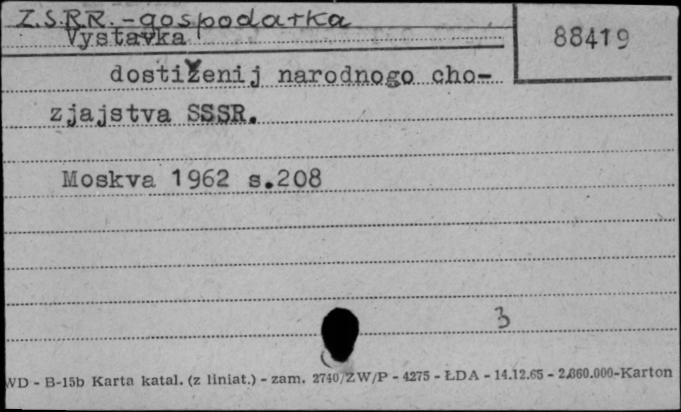 Z.S.R.R. - gospodarka
Vystavka
88419
dostiženij narodnogo cho-
zjajstva SSSR.
Moskva 1962 s.208
3
WD - B-15b Karta katal. (z liniat.) - zam. 2740/ZW/P - 4275 - ŁDA - 14.12.65 - 2.860.000-Karton